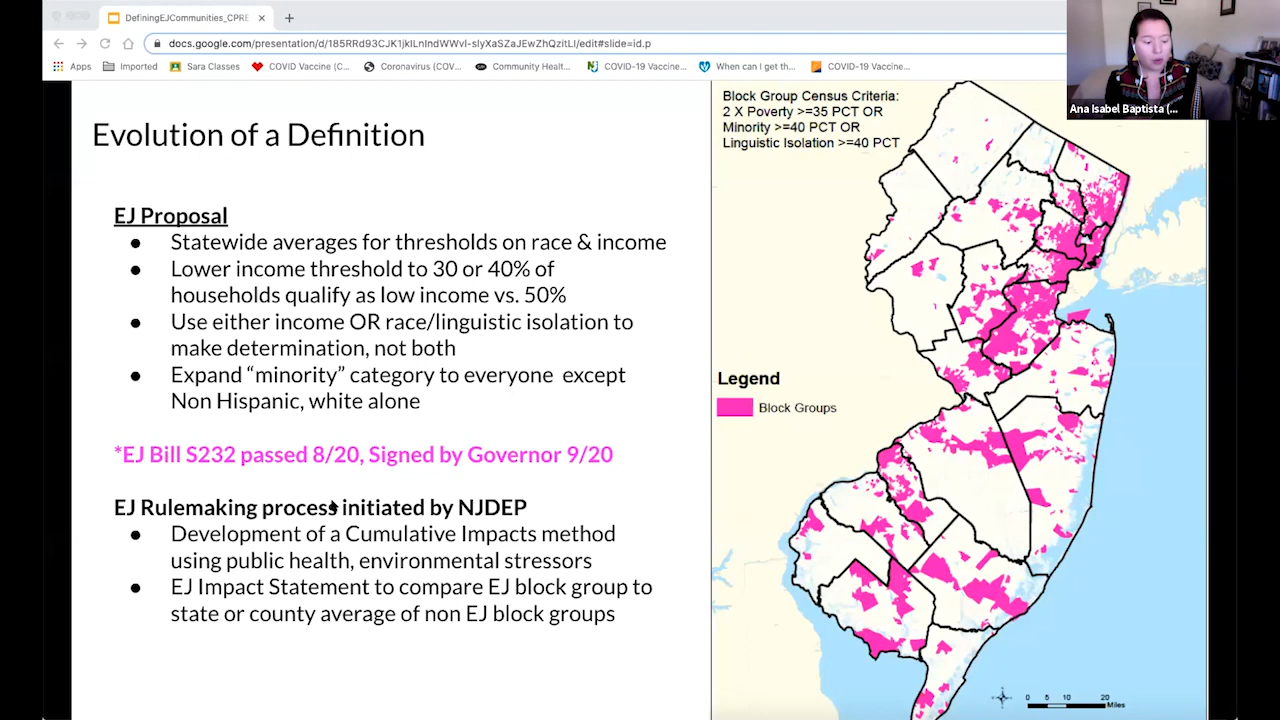 DefiningEJCommunities_CPRE
docs.google.com/presentation/d/185RRd93CJK1jkILnIndWWvI-slyXaSZaJEwZhQzitLI/edit#slide=id.p
Apps Imported Sara Classes COVID Vaccine (C... Coronavirus (COV... Community Healt... COVID-19 Vaccine... When can I get th... COVID-19 Vaccine...
Ana Isabel Baptista (...
Evolution of a Definition
EJ Proposal
● Statewide averages for thresholds on race & income
● Lower income threshold to 30 or 40% of
households qualify as low income vs. 50%
● Use either income OR race/linguistic isolation to
make determination, not both
● Expand “minority” category to everyone except
Non Hispanic, white alone
*EJ Bill S232 passed 8/20, Signed by Governor 9/20
EJ Rulemaking process initiated by NJDEP
● Development of a Cumulative Impacts method
using public health, environmental stressors
● EJ Impact Statement to compare EJ block group to
state or county average of non EJ block groups
Block Group Census Criteria:
2 X Poverty >=35 PCT OR
Minority >=40 PCT OR
Linguistic Isolation >=40 PCT
Legend
Block Groups
0 5 10 20
Miles